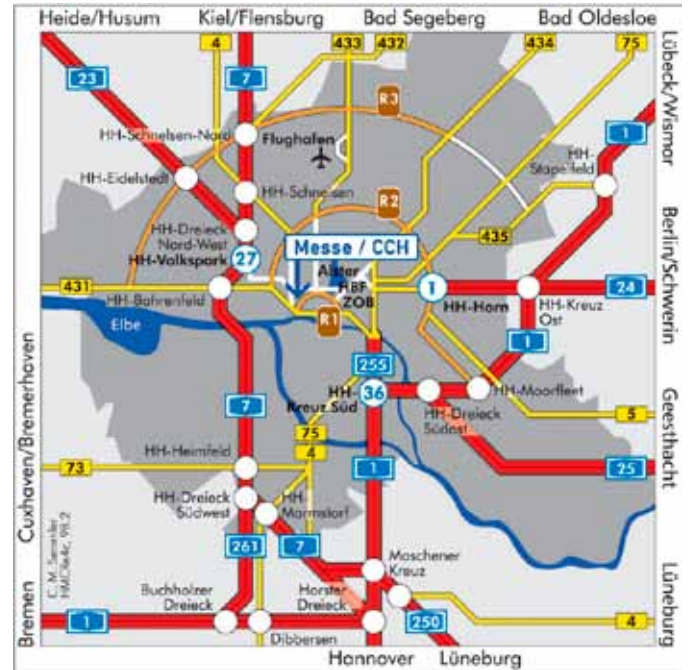 Heide/Husum
Kiel/Flensburg
Bad Segeberg
Bad Oldesloe
4
433
432
434
75
23
7
R3
Lübeck/Wismar
1
HH-Schnelsen-Nord
Flughafen
HH-
Stapelfeld
HH-Eidelstedt
HH-Schnelsen
R2
435
HH-Dreieck
Nord-West
HH-Volkspark
27
Messe / CCH
Alster
HBF
ZOB
Berlin/Schwerin
431
HH-Bahrenfeld
1
HH-Horn
24
HH-Kreuz
Ost
Elbe
R1
1
255
HH-
Kreuz Süd
36
HH-Moorfleet
HH-Dreieck
Südost
7
75
5
Geesthacht
Cuxhaven/Bremerhaven
73
HH-Heimfeld
4
1
25
HH-Dreieck
Südwest
HH-
Marmstorf
C. M. Semmler
261
7
Maschener
Kreuz
Buchholzer
Dreieck
Horster
Dreieck
Lüneburg
Bremen
1
Dibbersen
250
4
Hannover
Lüneburg